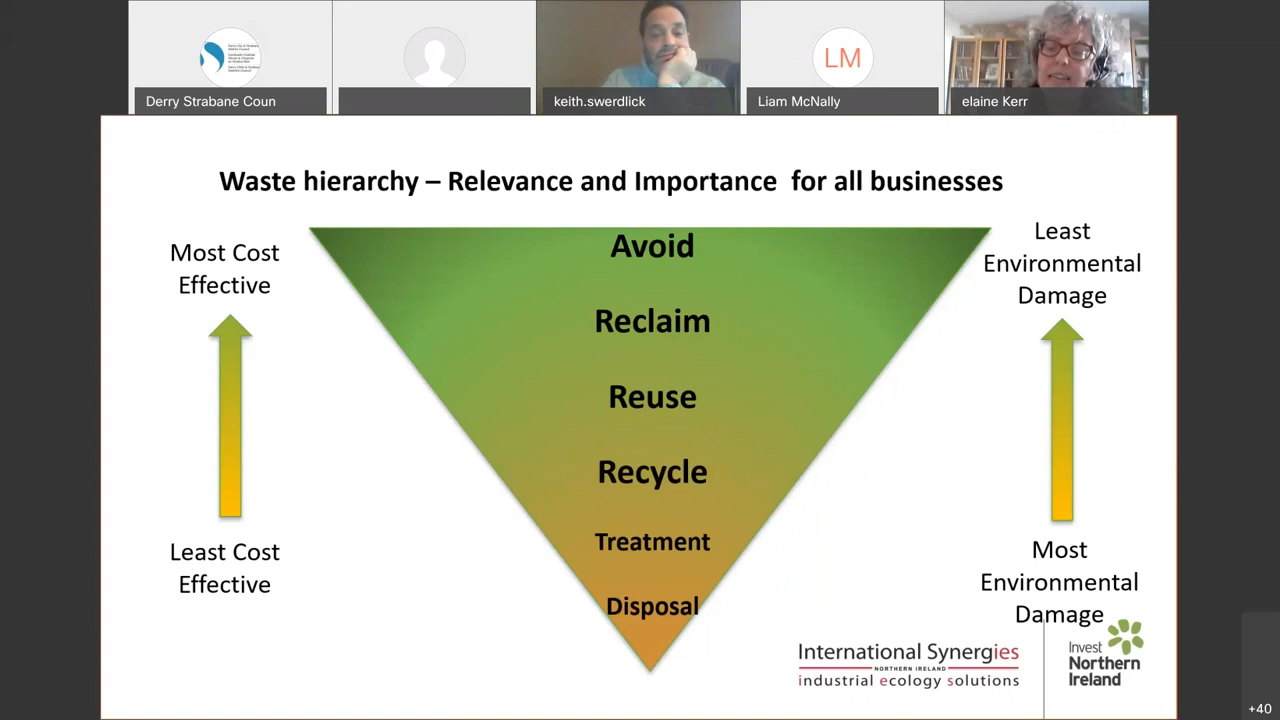 Derry Strabane Coun
keith.swerdlick
LM
Liam McNally
elaine Kerr
Waste hierarchy – Relevance and Importance for all businesses
Most Cost
Effective
Least Cost
Effective
Avoid
Reclaim
Reuse
Recycle
Treatment
Disposal
Least
Environmental
Damage
Most
Environmental
Damage
International Synergies
NORTHERN IRELAND
industrial ecology solutions
Invest
Northern
Ireland
+40